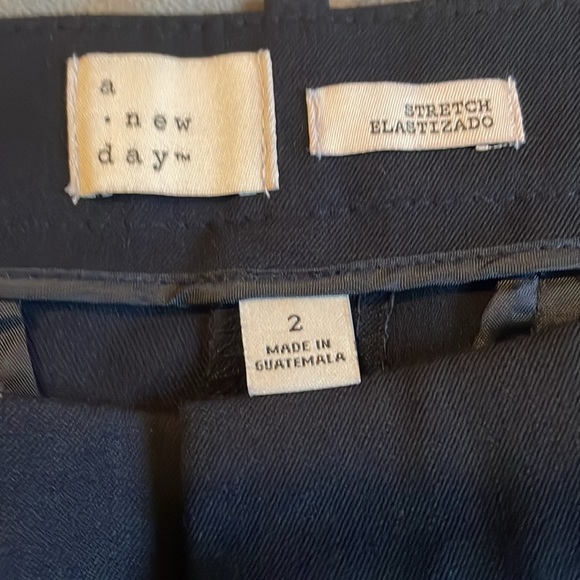 a
· new
day™
STRETCH
ELASTIZADO
2
MADE IN
GUATEMALA